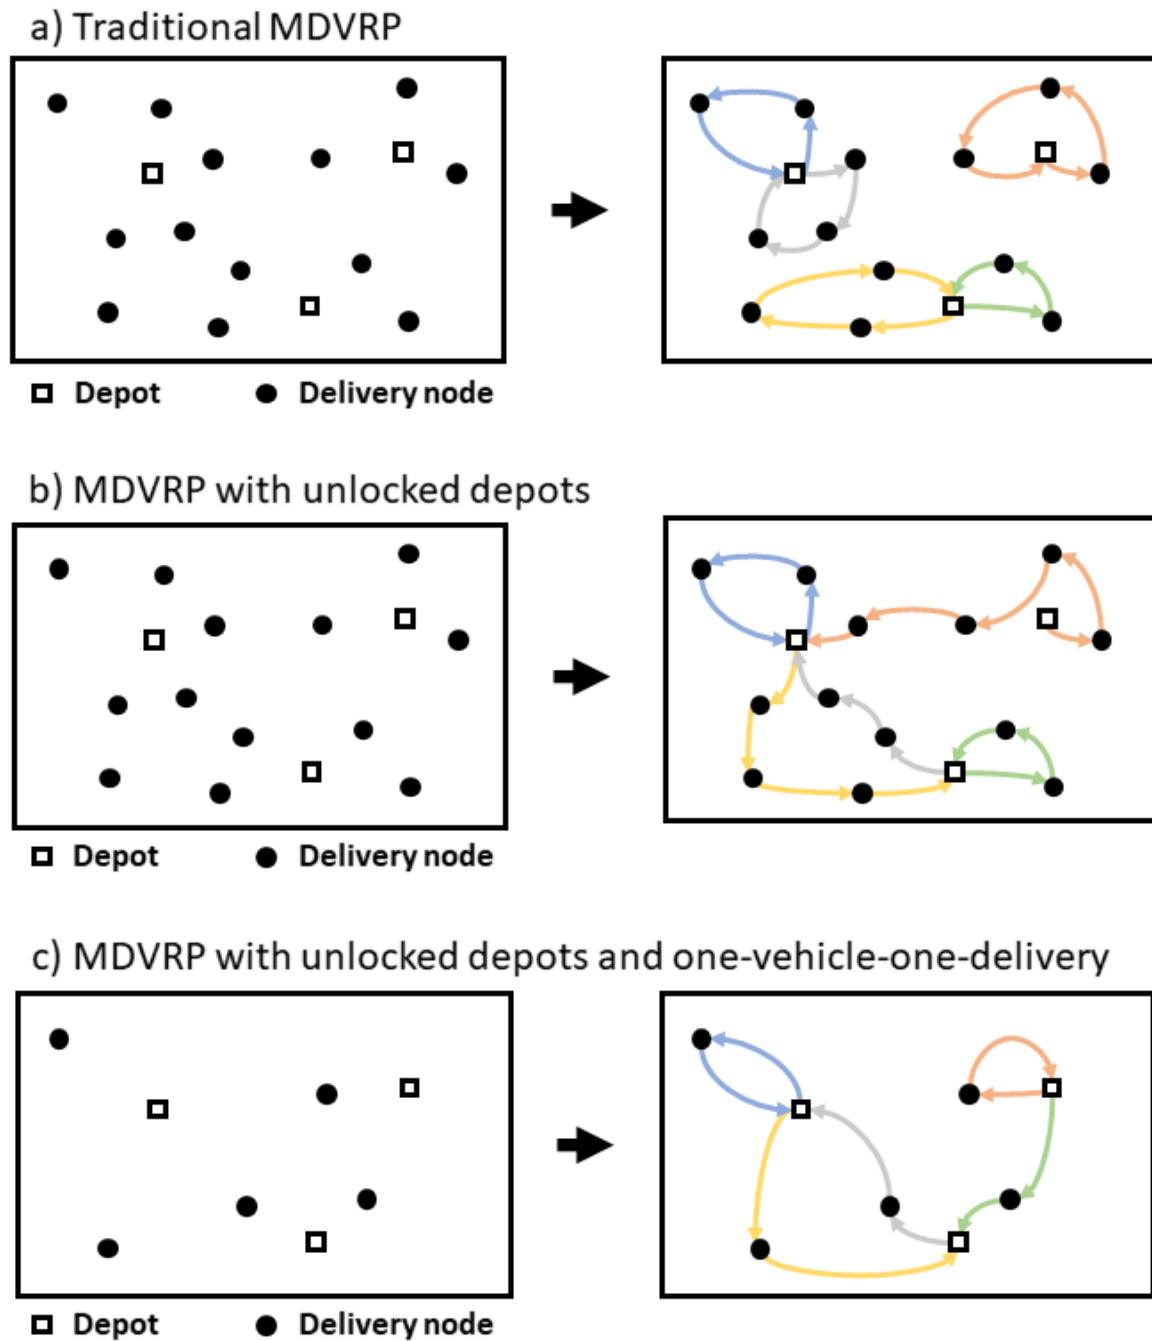 a) Traditional MDVRP
Depot
Delivery node
b) MDVRP with unlocked depots
Depot
Delivery node
c) MDVRP with unlocked depots and one-vehicle-one-delivery
Depot
Delivery node